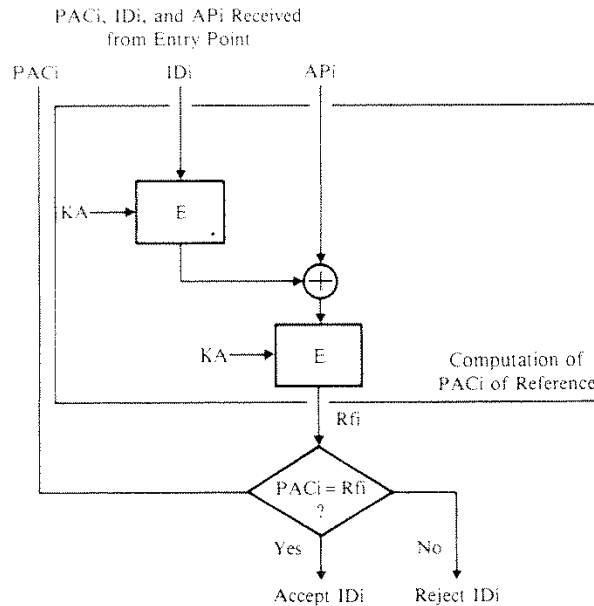 PACi, IDi, and APi Received
from Entry Point
PACi
IDi
APi
KA
E
+
KA
E
Computation of
PACi of Reference
Rfi
PACi = Rfi
?
Yes
No
Accept IDi
Reject IDi